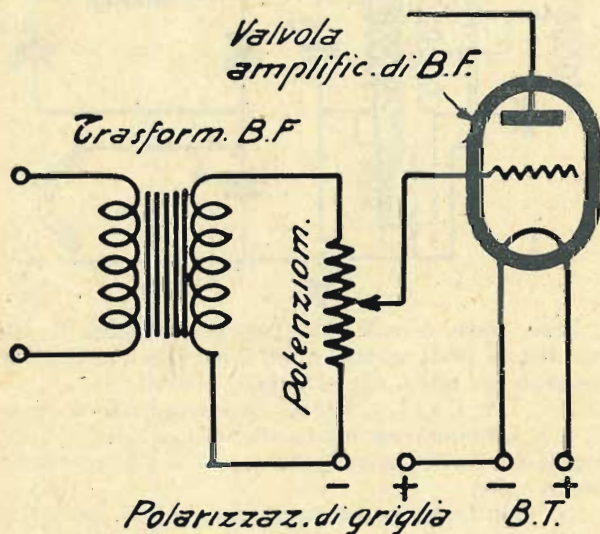 Valvola
amplific. di B.F.
Trasform. B.F
Potenziom.
- + - +
Polarizzaz. di griglia B.T.